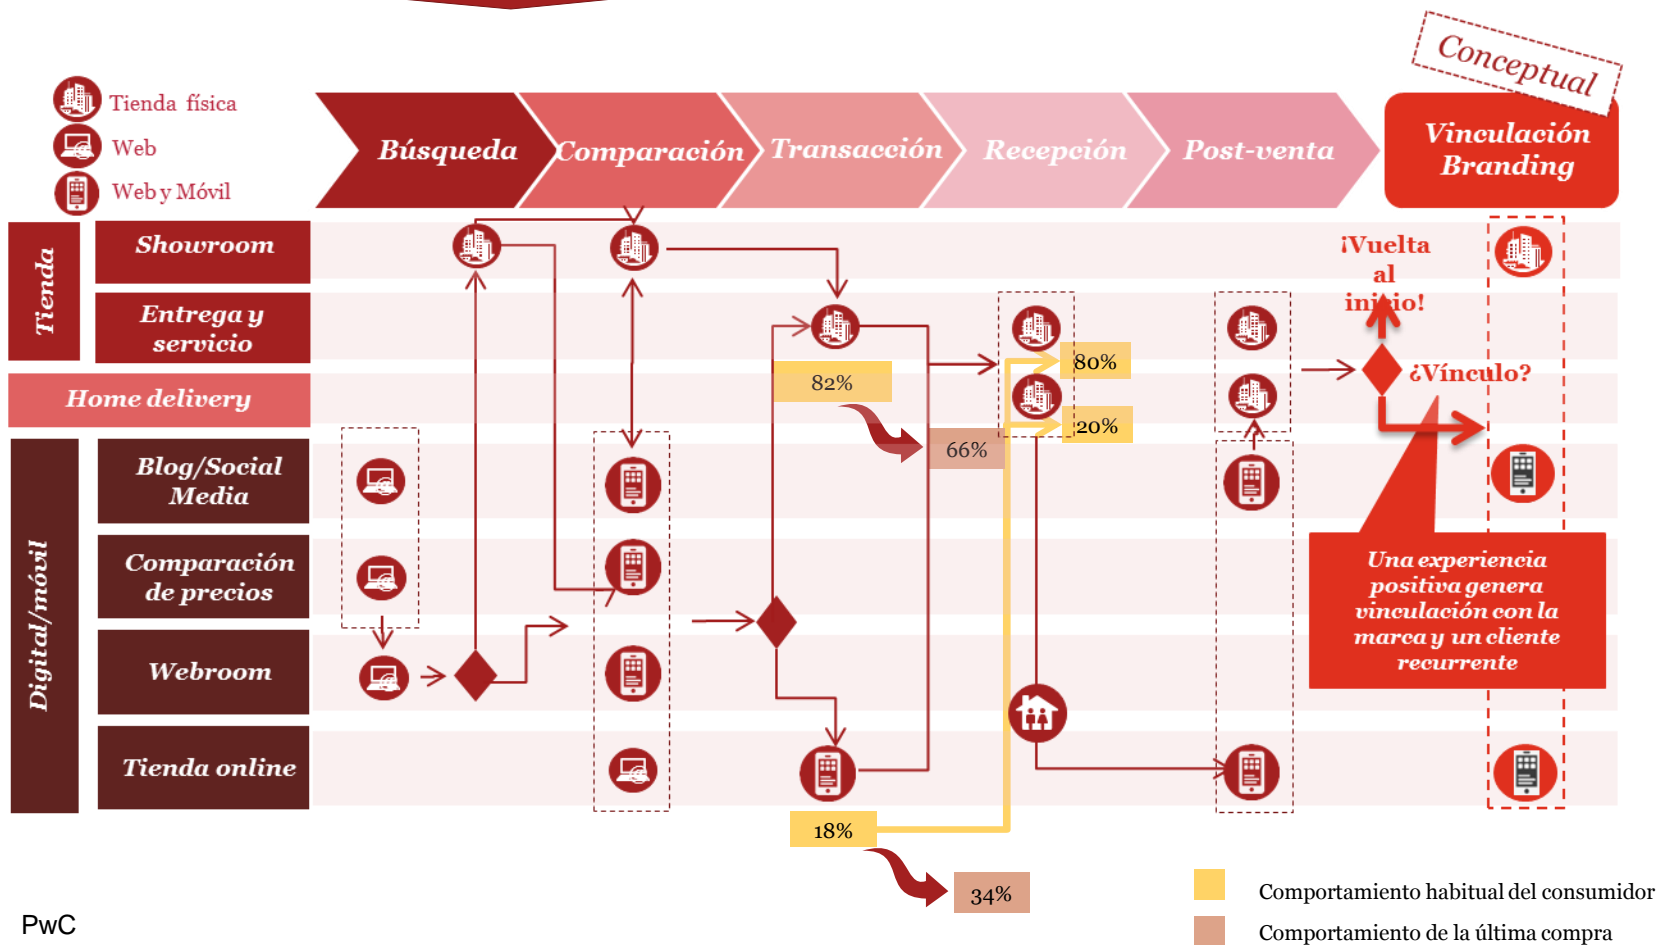 Conceptual
Tienda física
Web
Web y Móvil
Búsqueda
Comparación
Transacción
Recepción
Post-venta
Vinculación
Branding
Tienda
Showroom
Entrega y
servicio
Home delivery
Digital/móvil
Blog/Social
Media
Comparación
de precios
Webroom
Tienda online
82%
66%
80%
20%
18%
34%
¡Vuelta
al
inicio!
¿Vínculo?
Una experiencia
positiva genera
vinculación con la
marca y un cliente
recurrente
Comportamiento habitual del consumidor
Comportamiento de la última compra
PwC